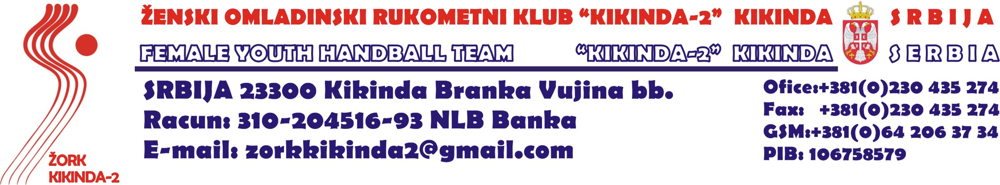 ŽENSKI OMLADINSKI RUKOMETNI KLUB “KIKINDA-2” KIKINDA SRBIJA
FEMALE YOUTH HANDBALL TEAM “KIKINDA-2” KIKINDA SERBIA
SRBIJA 23300 Kikinda Branka Vujina bb.
Racun: 310-204516-93 NLB Banka
E-mail: zorkkikinda2@gmail.com
Ofice:+381(0)230 435 274
Fax: +381(0)230 435 274
GSM:+381(0)64 206 37 34
PIB: 106758579
ŽORK
KIKINDA-2